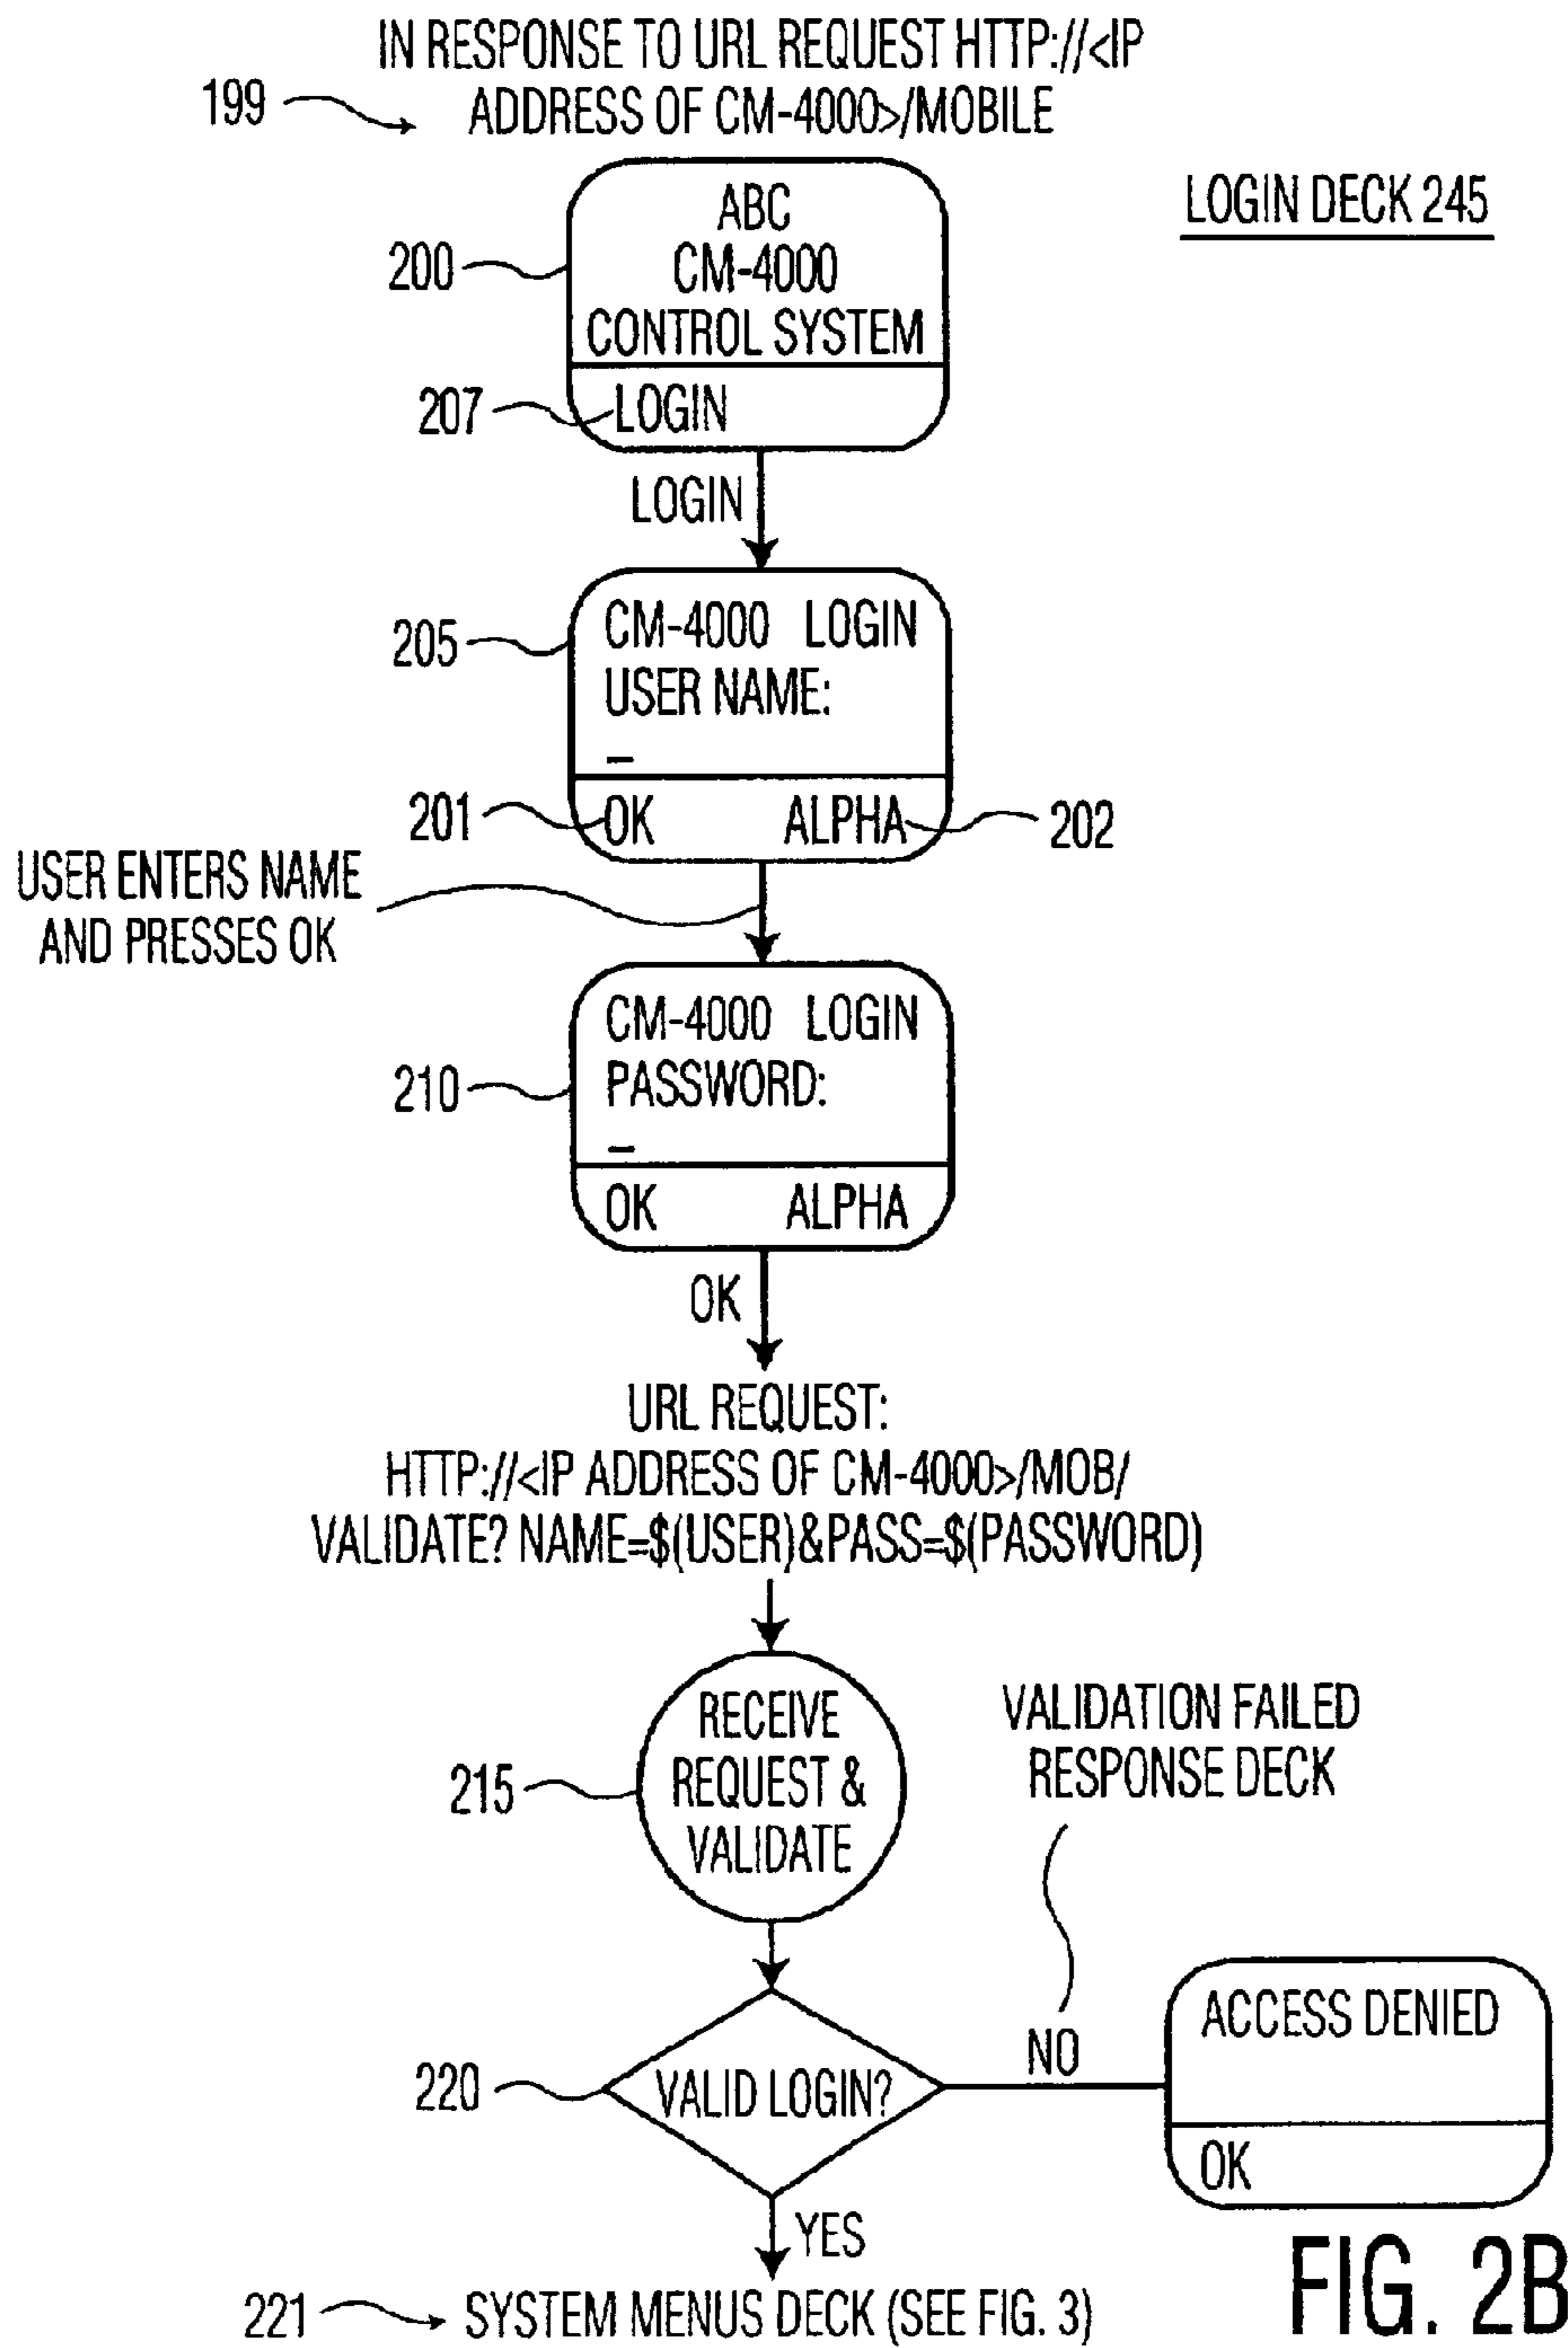 IN RESPONSE TO URL REQUEST HTTP://<IP
199 ADDRESS OF CM-4000>/MOBILE
LOGIN DECK 245
ABC
200 CM-4000
CONTROL SYSTEM
207 LOGIN
LOGIN
205 CM-4000 LOGIN
USER NAME:
_
201 OK ALPHA 202
USER ENTERS NAME
AND PRESSES OK
CM-4000 LOGIN
210 PASSWORD:
_
OK ALPHA
OK
URL REQUEST:
HTTP://<IP ADDRESS OF CM-4000>/MOB/
VALIDATE? NAME=$(USER)&PASS=$(PASSWORD)
RECEIVE
215 REQUEST &
VALIDATE
VALIDATION FAILED
RESPONSE DECK
220 VALID LOGIN?
NO
ACCESS DENIED
OK
YES
221 SYSTEM MENUS DECK (SEE FIG. 3)
FIG. 2B